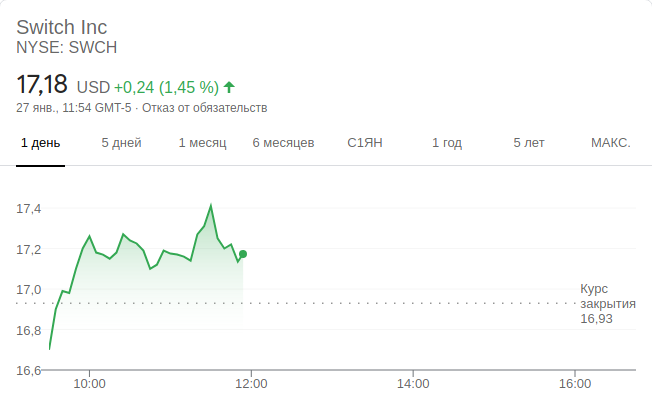 Switch Inc
NYSE: SWCH
17,18 USD +0,24 (1,45 %)
27 янв., 11:54 GMT-5 · Отказ от обязательств
1 день 5 дней 1 месяц 6 месяцев С1ЯН 1 год 5 лет МАКС.
17,4
17,2
17,0
16,8
16,6
Курс
закрытия
16,93
10:00 12:00 14:00 16:00